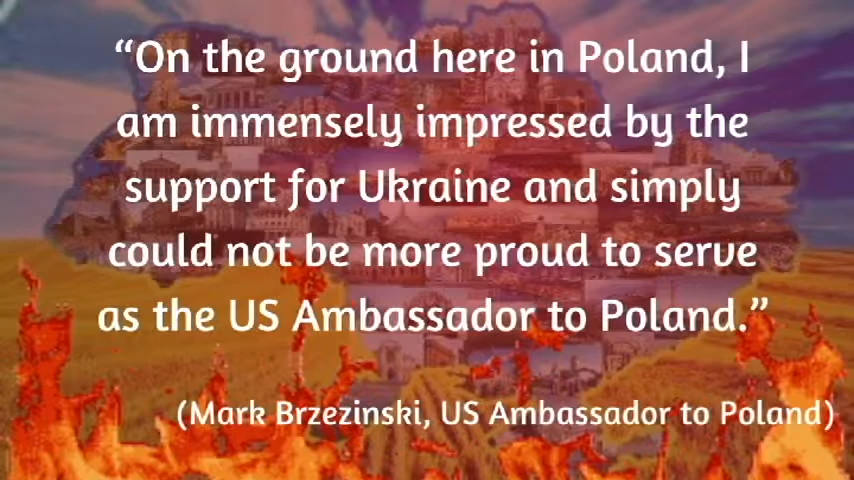 “On the ground here in Poland, I
am immensely impressed by the
support for Ukraine and simply
could not be more proud to serve
as the US Ambassador to Poland.”
(Mark Brzezinski, US Ambassador to Poland)